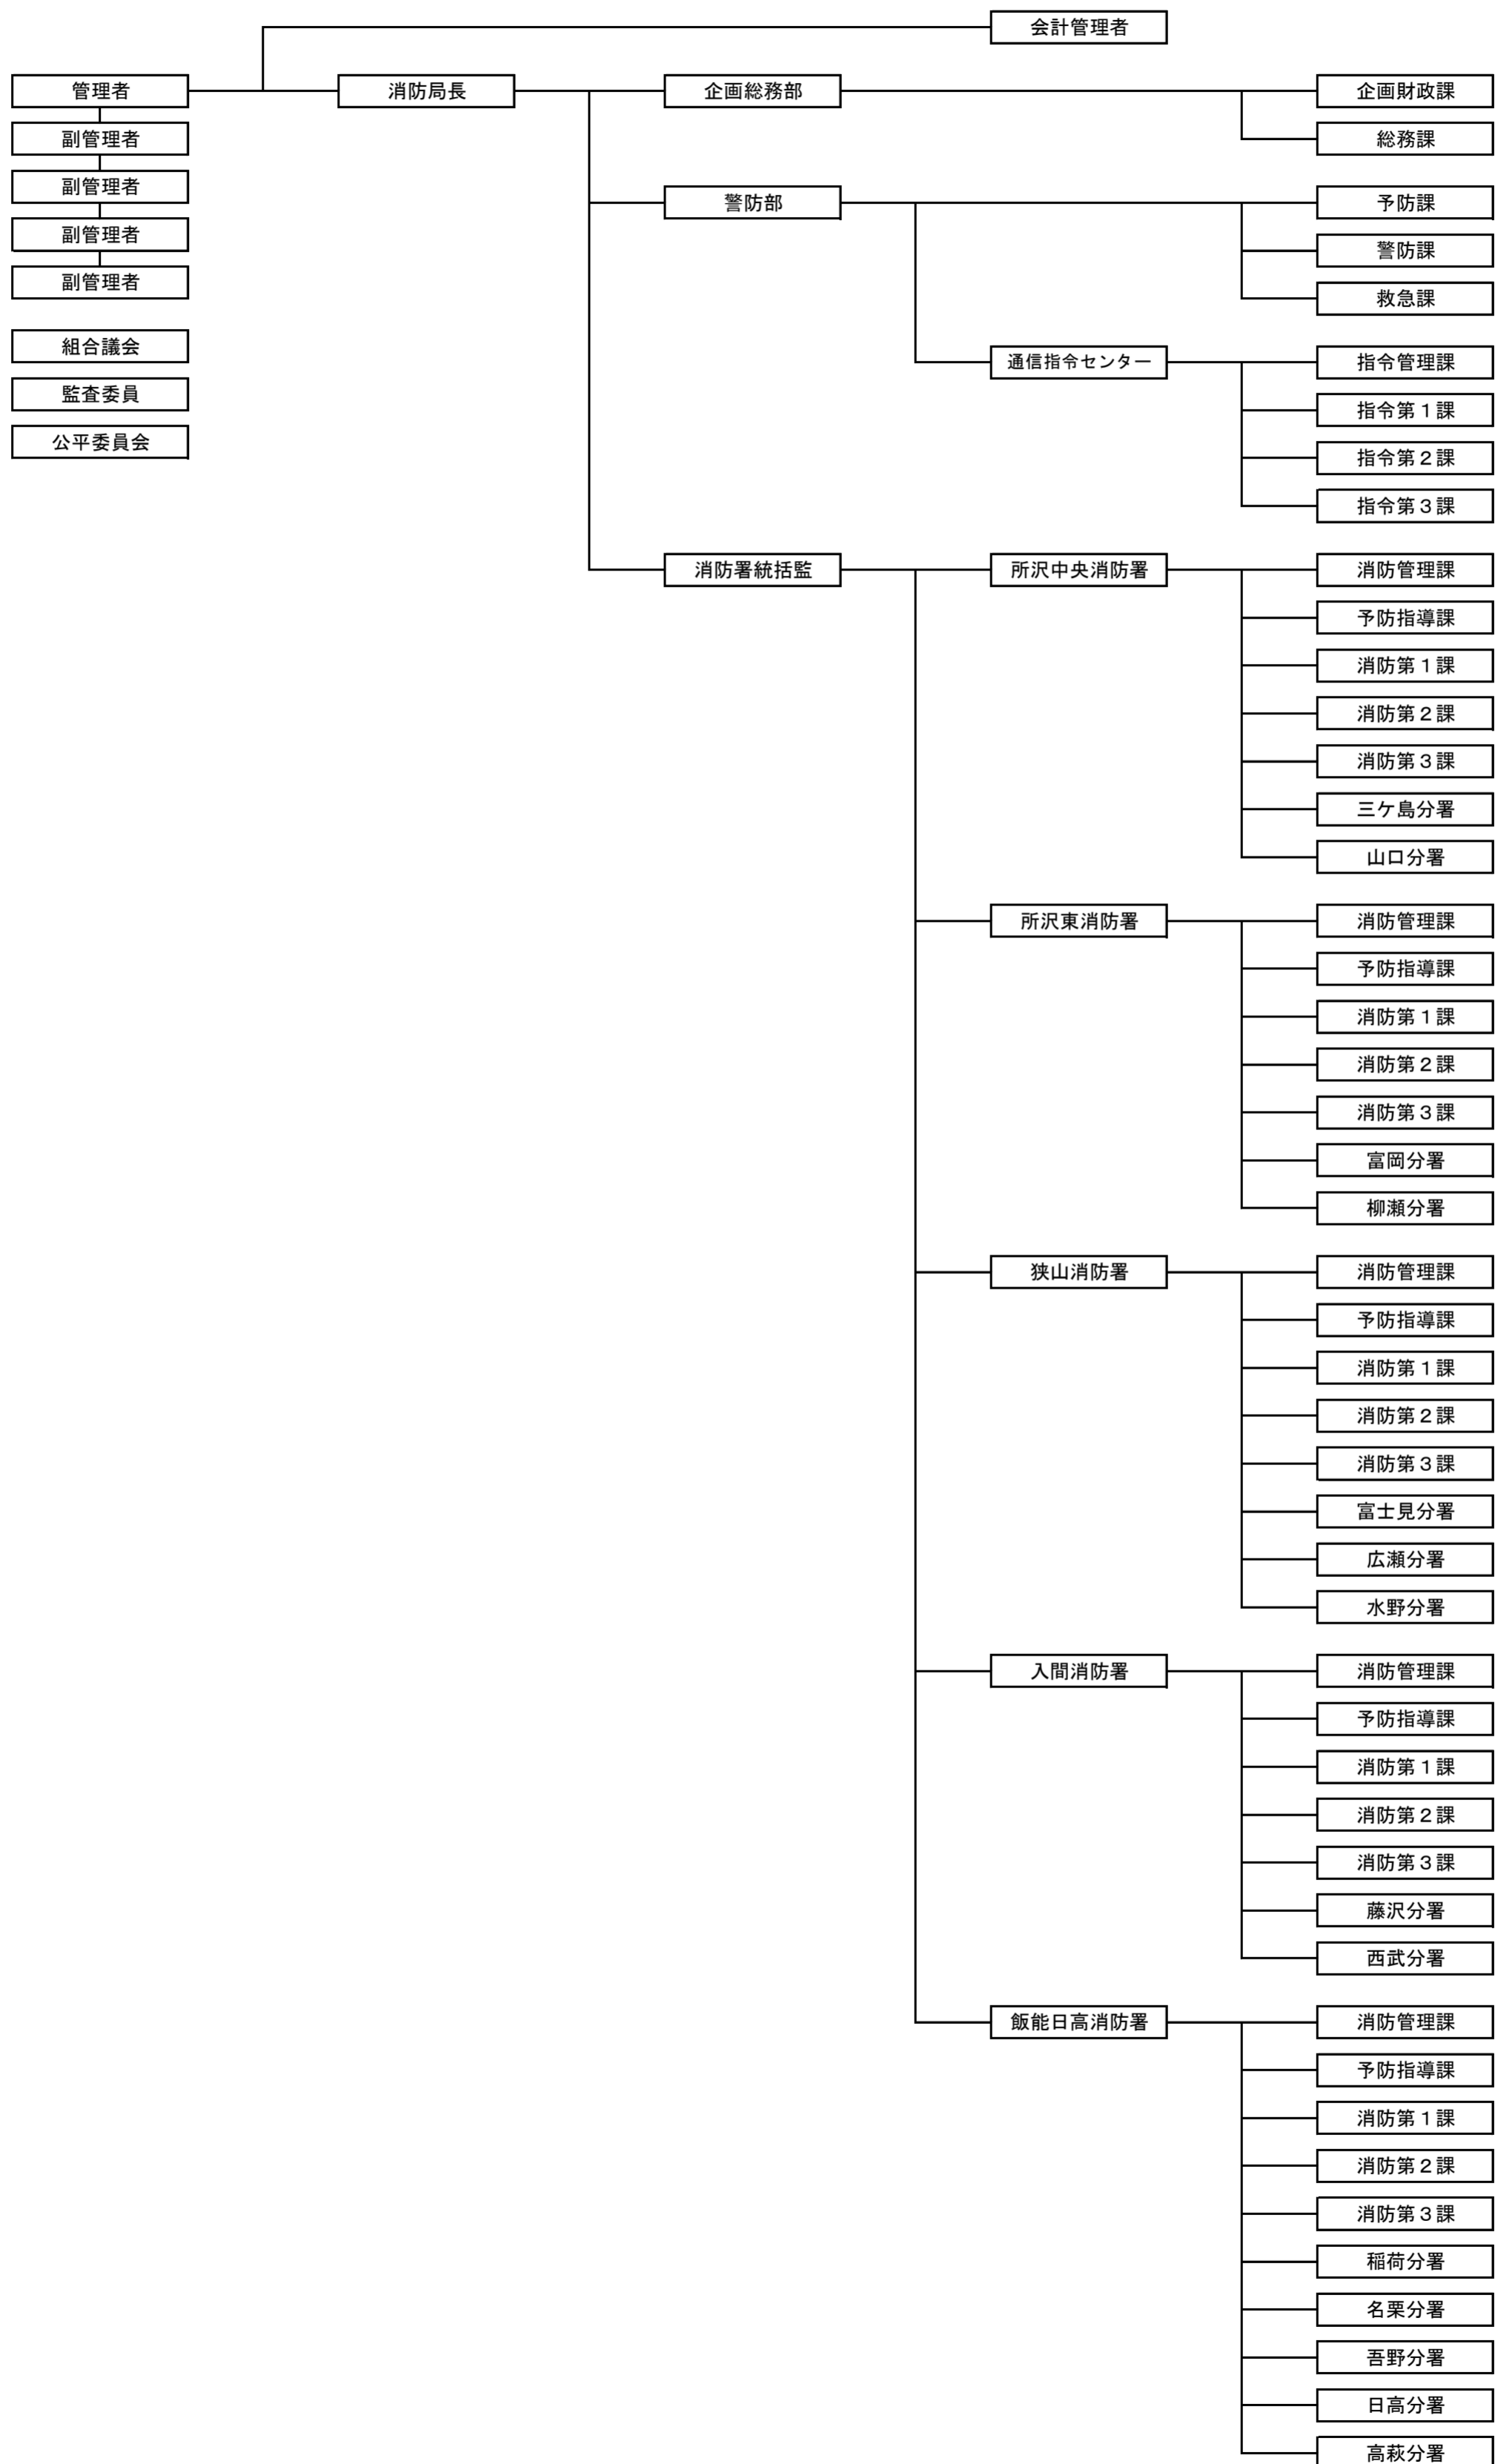 会計管理者
管理者
消防局長
企画総務部
企画財政課
副管理者
総務課
副管理者
警防部
予防課
副管理者
警防課
副管理者
救急課
組合議会
通信指令センター
指令管理課
監査委員
指令第１課
公平委員会
指令第２課
指令第３課
消防署統括監
所沢中央消防署
消防管理課
予防指導課
消防第１課
消防第２課
消防第３課
三ケ島分署
山口分署
所沢東消防署
消防管理課
予防指導課
消防第１課
消防第２課
消防第３課
富岡分署
柳瀬分署
狭山消防署
消防管理課
予防指導課
消防第１課
消防第２課
消防第３課
富士見分署
広瀬分署
水野分署
入間消防署
消防管理課
予防指導課
消防第１課
消防第２課
消防第３課
藤沢分署
西武分署
飯能日高消防署
消防管理課
予防指導課
消防第１課
消防第２課
消防第３課
稲荷分署
名栗分署
吾野分署
日高分署
高萩分署